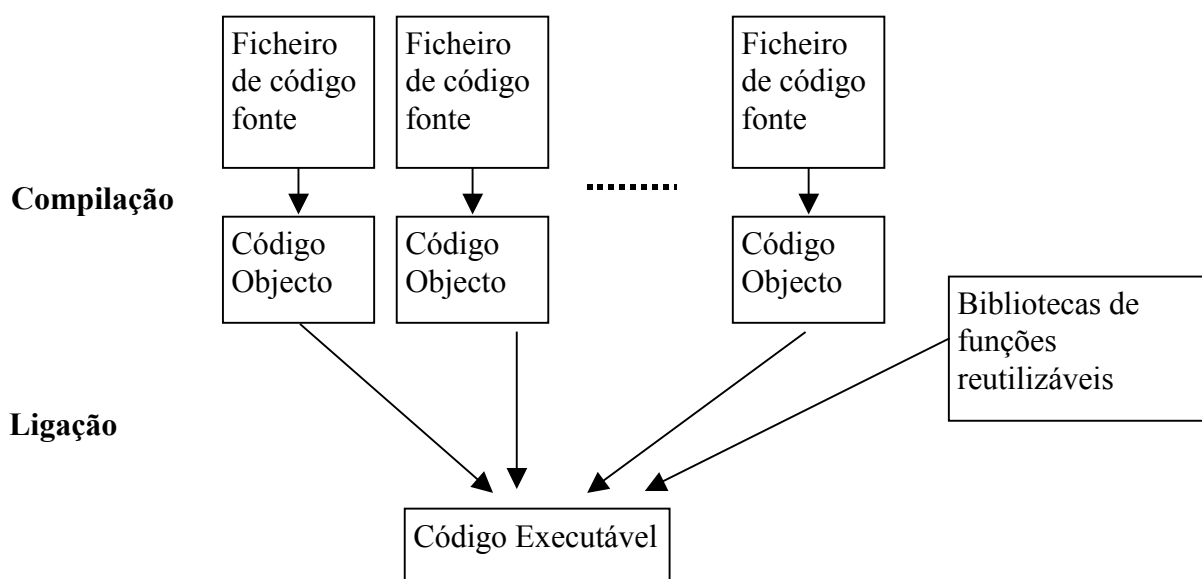 Ficheiro
de código
fonte
Ficheiro
de código
fonte
Ficheiro
de código
fonte
Compilação
Código
Objecto
Código
Objecto
Código
Objecto
Bibliotecas de
funções
reutilizáveis
Ligação
Código Executável